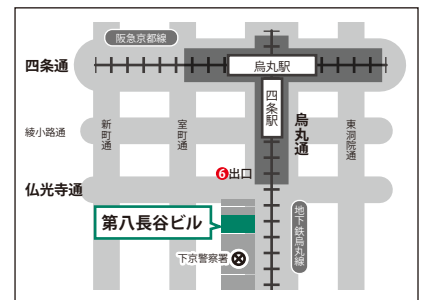 阪急京都線
四条通
烏丸駅
四条駅
綾小路通
新町通
室町通
烏丸通
東洞院通
6出口
仏光寺通
第八長谷ビル
地下鉄烏丸線
下京警察署